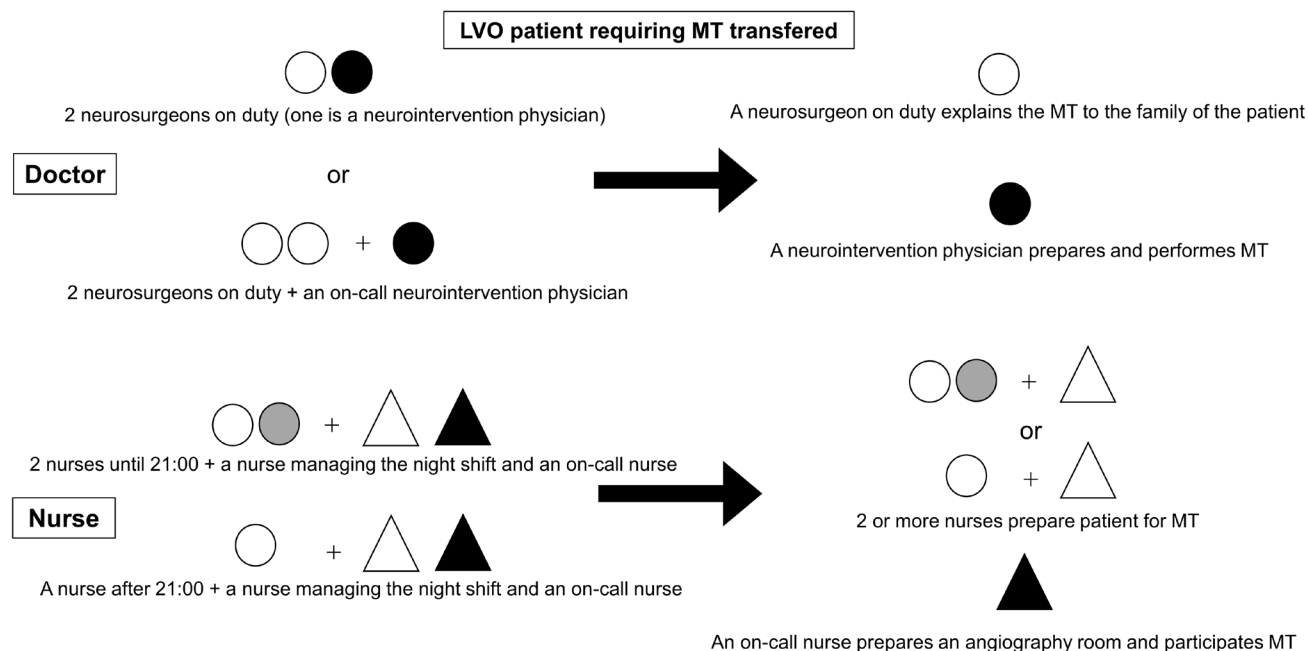 LVO patient requiring MT transfered
2 neurosurgeons on duty (one is a neurointervention physician)
A neurosurgeon on duty explains the MT to the family of the patient
Doctor
or
+
A neurointervention physician prepares and performes MT
2 neurosurgeons on duty + an on-call neurointervention physician
+
or
+
2 nurses until 21:00 + a nurse managing the night shift and an on-call nurse
+
Nurse
2 or more nurses prepare patient for MT
+
A nurse after 21:00 + a nurse managing the night shift and an on-call nurse
An on-call nurse prepares an angiography room and participates MT